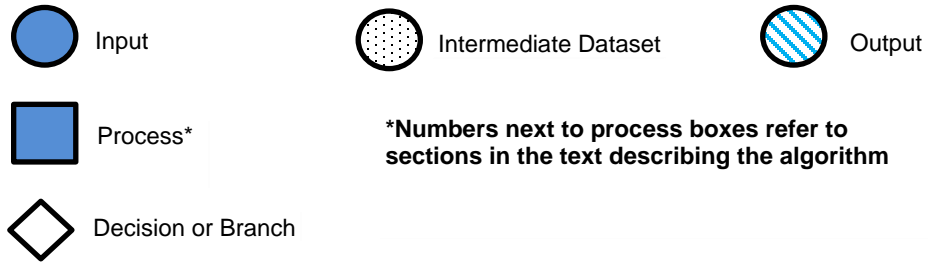 Input
Intermediate Dataset
Output
Process*
*Numbers next to process boxes refer to
sections in the text describing the algorithm
Decision or Branch